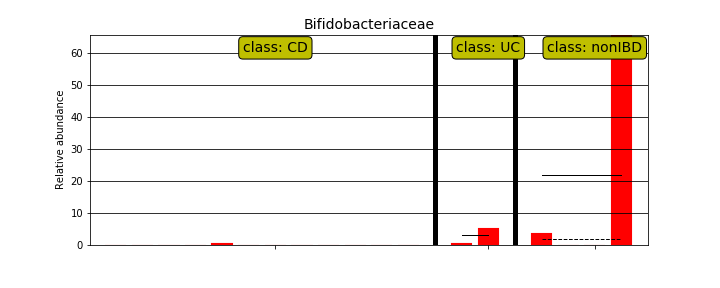 Bifidobacteriaceae
class: CD
class: UC
class: nonIBD
Relative abundance
60
50
40
30
20
10
0